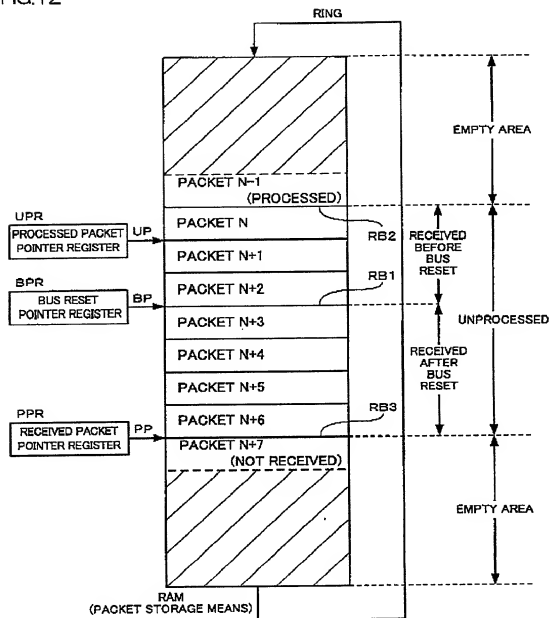 FIG.12
RING
EMPTY AREA
PACKET N-1
(PROCESSED)
UPR
PROCESSED PACKET
POINTER REGISTER
UP
PACKET N
RB2
RECEIVED
BEFORE
BUS
RESET
PACKET N+1
BPR
BUS RESET
POINTER REGISTER
BP
PACKET N+2
RB1
UNPROCESSED
PACKET N+3
PACKET N+4
RECEIVED
AFTER
BUS
RESET
PACKET N+5
PPR
RECEIVED PACKET
POINTER REGISTER
PP
PACKET N+6
RB3
PACKET N+7
(NOT RECEIVED)
EMPTY AREA
RAM
(PACKET STORAGE MEANS)